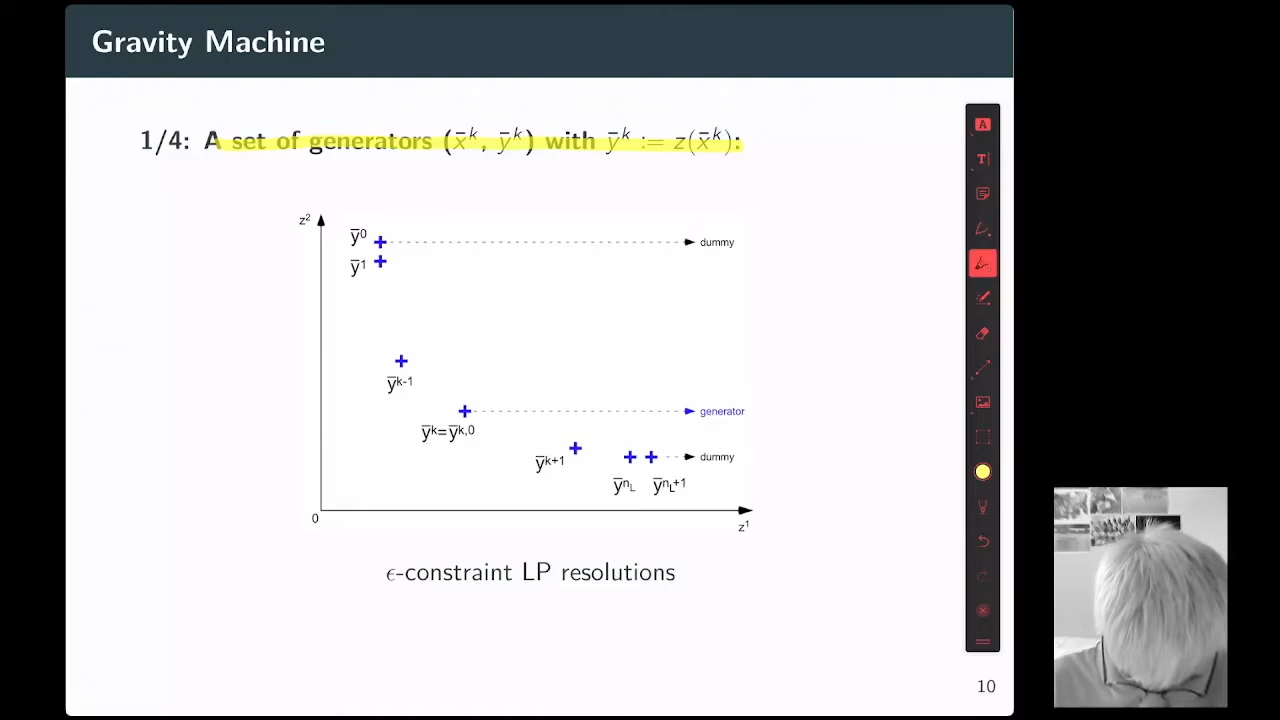 Gravity Machine
1/4: A set of generators (x̄ᵏ, ȳᵏ) with ȳᵏ := z(x̄ᵏ):
z²
ȳ⁰
dummy
ȳ¹
ȳᵏ⁻¹
generator
ȳᵏ=ȳᵏ,⁰
ȳᵏ⁺¹
dummy
ȳⁿL ȳⁿL⁺¹
0
z¹
ϵ-constraint LP resolutions
10
A
T